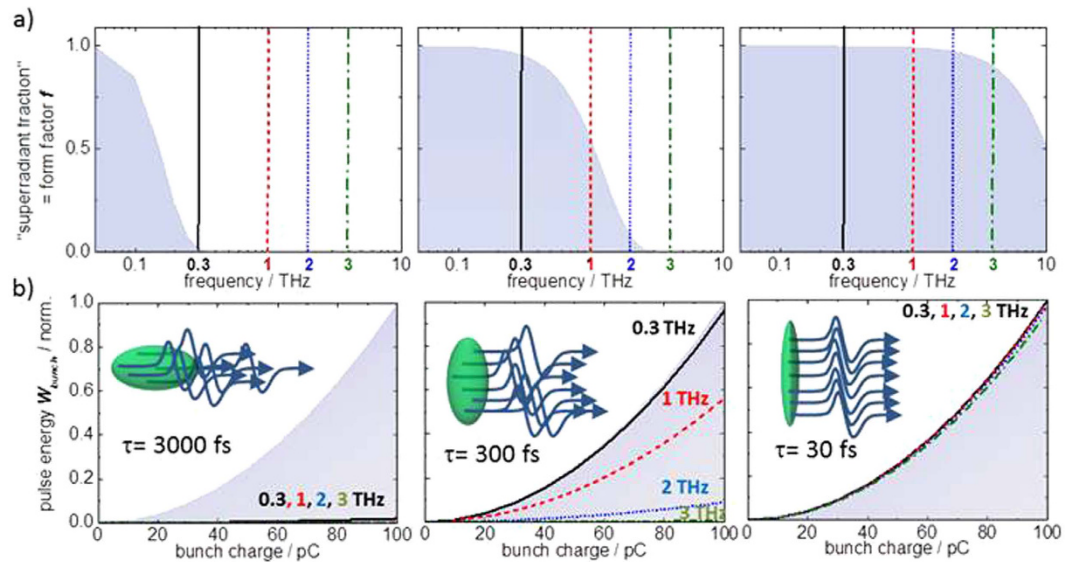 a)
"superradiant traction"
= form factor f
1.0
0.5
0.0
0.1 0.3 1 2 3 10
frequency / THz
0.1 0.3 1 2 3 10
frequency / THz
0.1 0.3 1 2 3 10
frequency / THz
b)
pulse energy W bunch / norm.
1.0
0.8
0.6
0.4
0.2
0.0
τ= 3000 fs
0.3, 1, 2, 3 THz
0 20 40 60 80 100
bunch charge / pC
0.3 THz
1 THz
τ= 300 fs
2 THz
3 THz
0 20 40 60 80 100
bunch charge / pC
0.3, 1, 2, 3 THz
τ= 30 fs
0 20 40 60 80 100
bunch charge / pC